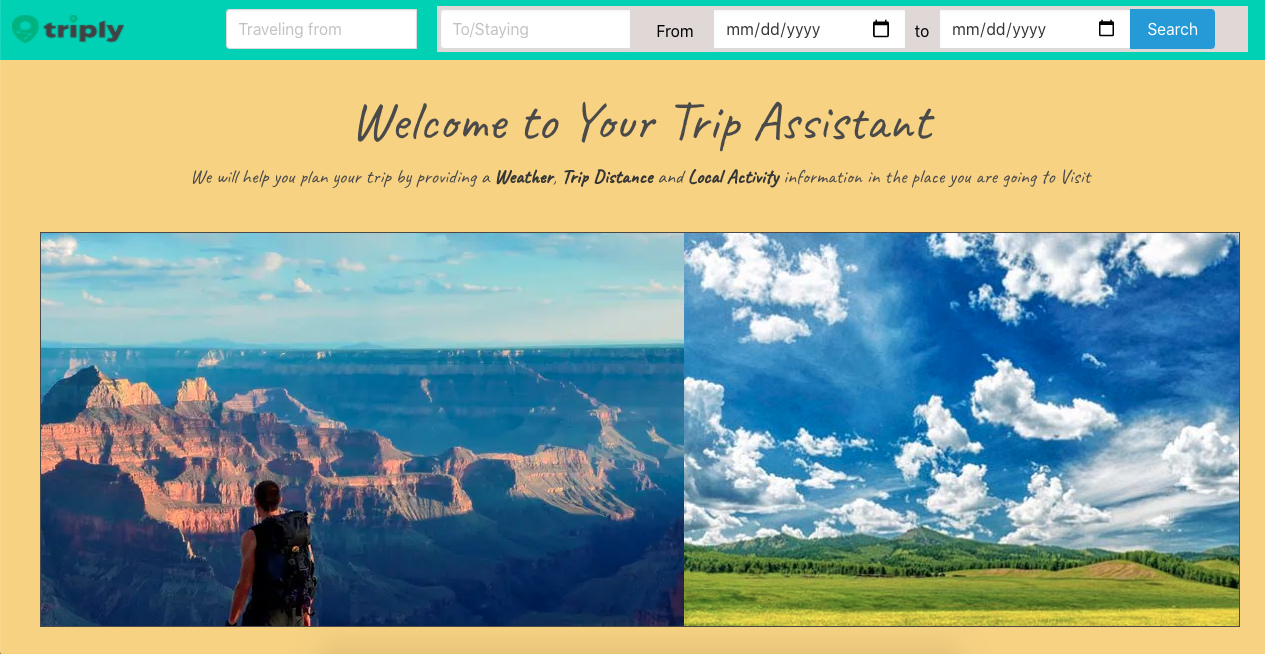 triply Traveling from To/Staying From mm/dd/yyyy to mm/dd/yyyy Search
Welcome to Your Trip Assistant
We will help you plan your trip by providing a Weather, Trip Distance and Local Activity information in the place you are going to Visit